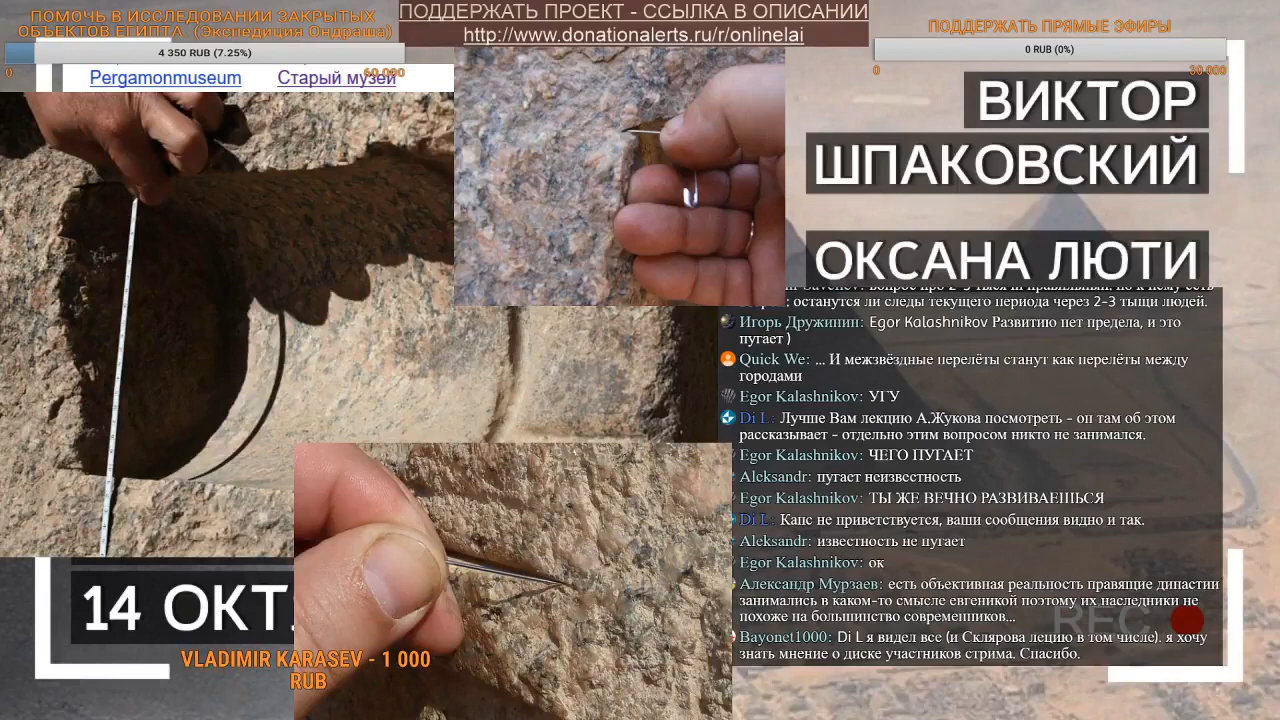 ПОМОЧЬ В ИССЛЕДОВАНИИ ЗАКРЫТЫХ
ОБЪЕКТОВ ЕГИПТА (Экспедиция Ондраша)
4 350 RUB (7.25%)
0
60 000
Pergamonmuseum Старый музей
ПОДДЕРЖАТЬ ПРОЕКТ - ССЫЛКА В ОПИСАНИИ
http://www.donationalerts.ru/r/onlinelai
ПОДДЕРЖАТЬ ПРЯМЫЕ ЭФИРЫ
0 RUB (0%)
0
30 000
ВИКТОР
ШПАКОВСКИЙ
ОКСАНА ЛЮТИ
останутся ли следы текущего периода через 2-3 тыщи людей.
Игорь Дружинин: Egor Kalashnikov Развитию нет предела, и это
пугает )
Quick We: ... И межзвёздные перелёты станут как перелёты между
городами
Egor Kalashnikov: УГУ
Di L: Лучше Вам лекцию А.Жукова посмотреть - он там об этом
рассказывает - отдельно этим вопросом никто не занимался.
Egor Kalashnikov: ЧЕГО ПУГАЕТ
Aleksandr: пугает неизвестность
Egor Kalashnikov: ТЫ ЖЕ ВЕЧНО РАЗВИВАЕШЬСЯ
Di L: Капс не приветствуется, ваши сообщения видно и так.
Aleksandr: известность не пугает
Egor Kalashnikov: ок
Александр Мурзаев: есть объективная реальность правящие династии
занимались в каком-то смысле евгеникой поэтому их наследники не
похоже на большинство современников...
Bayonet1000: Di L я видел все (и Склярова лецию в том числе). я хочу
знать мнение о диске участников стрима. Спасибо.
REC
14 ОКТ
VLADIMIR KARASEV - 1 000
RUB